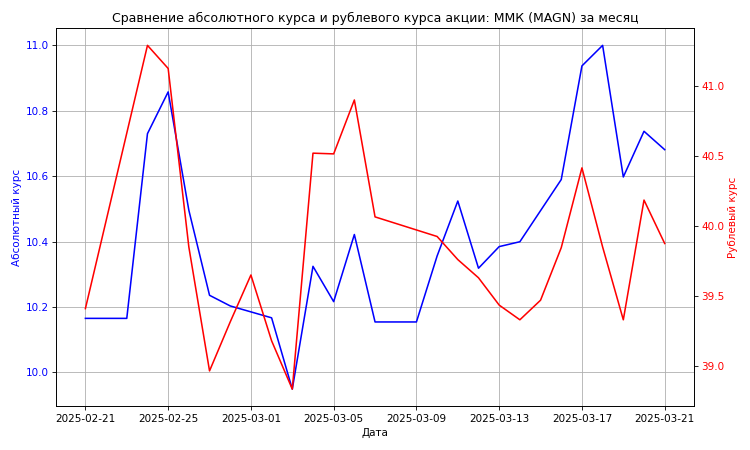 Сравнение абсолютного курса и рублевого курса акции: ММК (MAGN) за месяц
Абсолютный курс
11.0
10.8
10.6
10.4
10.2
10.0
41.0
40.5
40.0
39.5
39.0
Рублевый курс
2025-02-21 2025-02-25 2025-03-01 2025-03-05 2025-03-09 2025-03-13 2025-03-17 2025-03-21
Дата